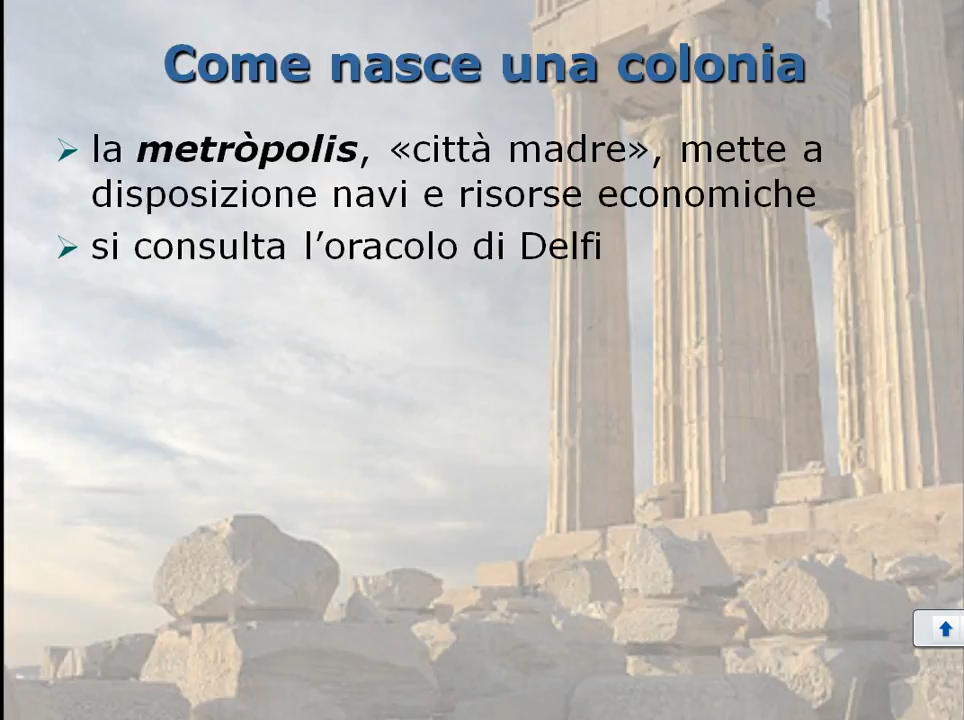 Come nasce una colonia
la metròpolis, «città madre», mette a
disposizione navi e risorse economiche
si consulta l’oracolo di Delfi